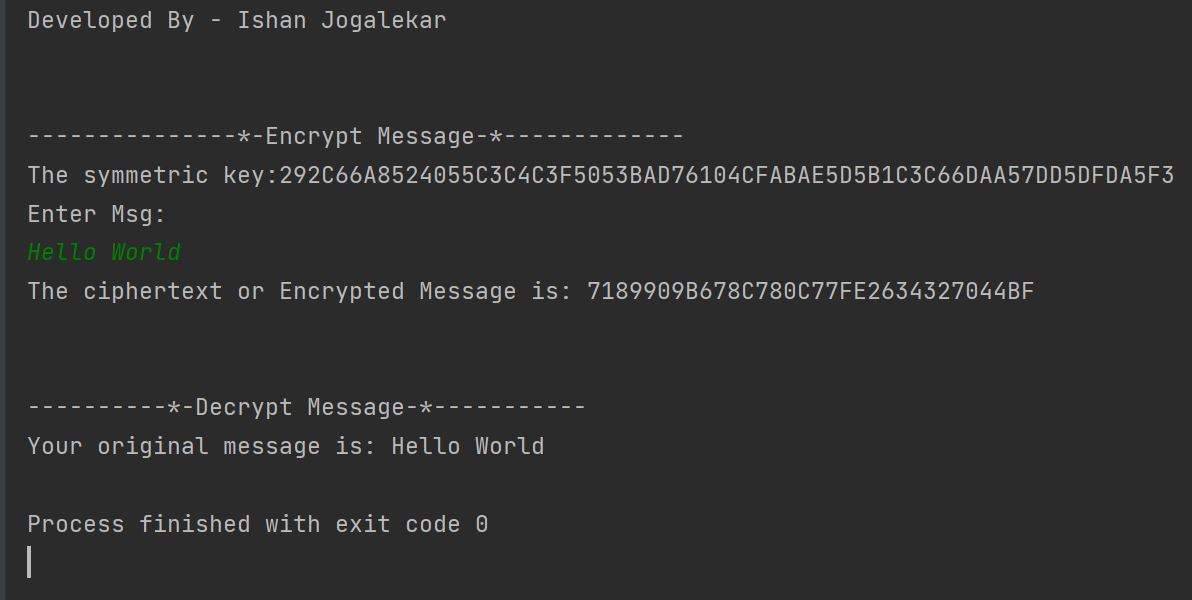 Developed By - Ishan Jogalekar
---------------*-Encrypt Message-*-------------
The symmetric key:292C66A8524055C3C4C3F5053BAD76104CFABAE5D5B1C3C66DAA57DD5DFDA5F3
Enter Msg:
Hello World
The ciphertext or Encrypted Message is: 7189909B678C780C77FE2634327044BF
----------*-Decrypt Message-*-----------
Your original message is: Hello World
Process finished with exit code 0